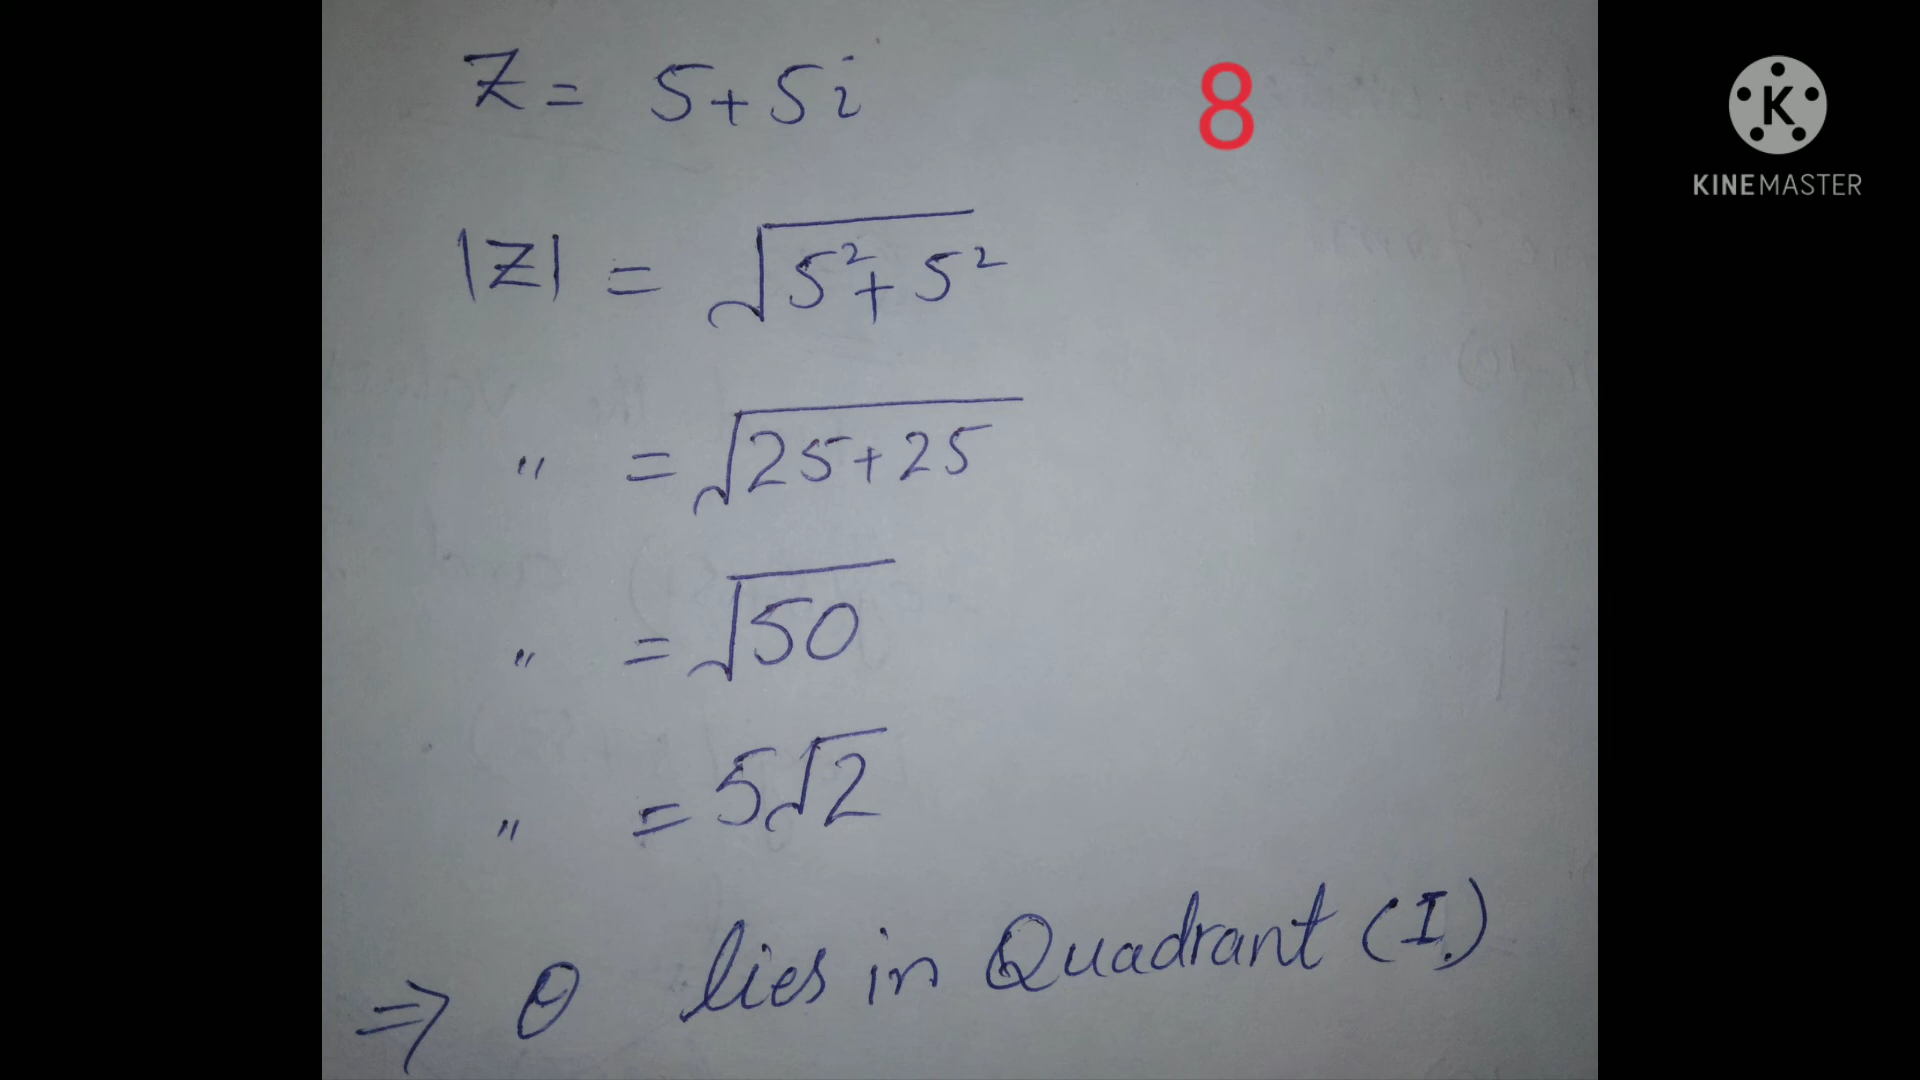 Z = 5+5i
8
K
KINEMASTER
|Z| = √5²+5²
" = √25+25
" = √50
" = 5√2
⇒ θ lies in Quadrant (I.)